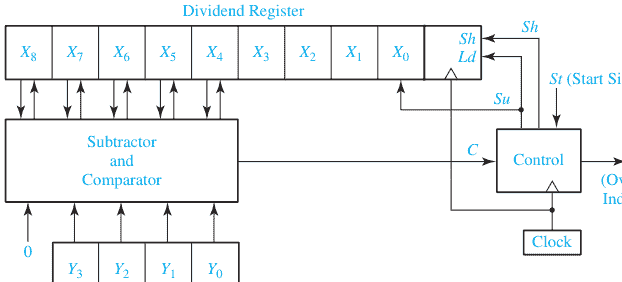 Dividend Register
X8 X7 X6 X5 X4 X3 X2 X1 X0 Sh Sh
Ld
St (Start Si
Su
Subtractor
and
Comparator
C
Control
(Ov
Ind
0
Clock
Y3 Y2 Y1 Y0